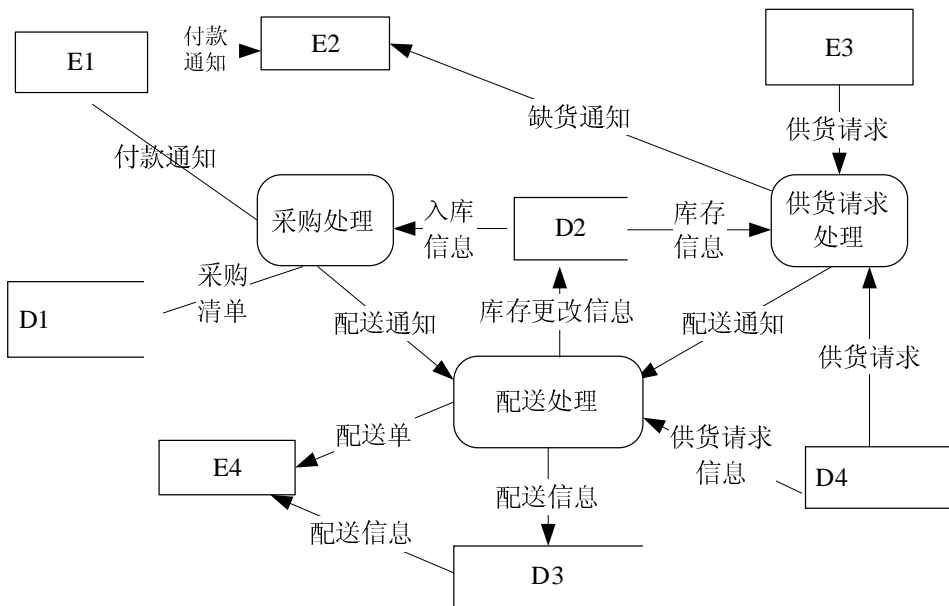 E1
付款
通知
E2
E3
缺货通知
供货请求
付款通知
采购处理
入库
信息
D2
库存
信息
供货请求
处理
D1
采购
清单
配送通知
库存更改信息
配送通知
供货请求
配送处理
配送单
供货请求
信息
E4
D4
配送信息
配送信息
D3